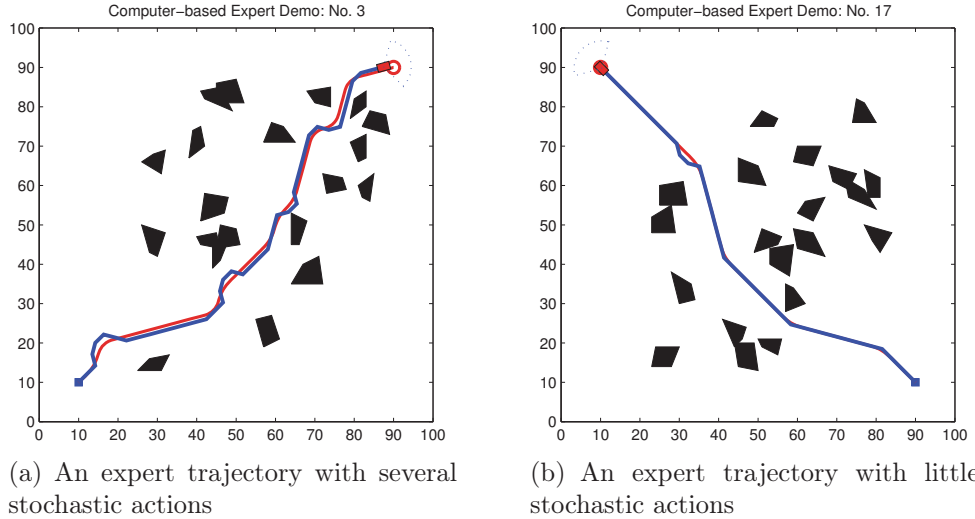 Computer-based Expert Demo: No. 3
100
90
80
70
60
50
40
30
20
10
0
0 10 20 30 40 50 60 70 80 90 100
(a) An expert trajectory with several
stochastic actions
Computer-based Expert Demo: No. 17
100
90
80
70
60
50
40
30
20
10
0
0 10 20 30 40 50 60 70 80 90 100
(b) An expert trajectory with little
stochastic actions